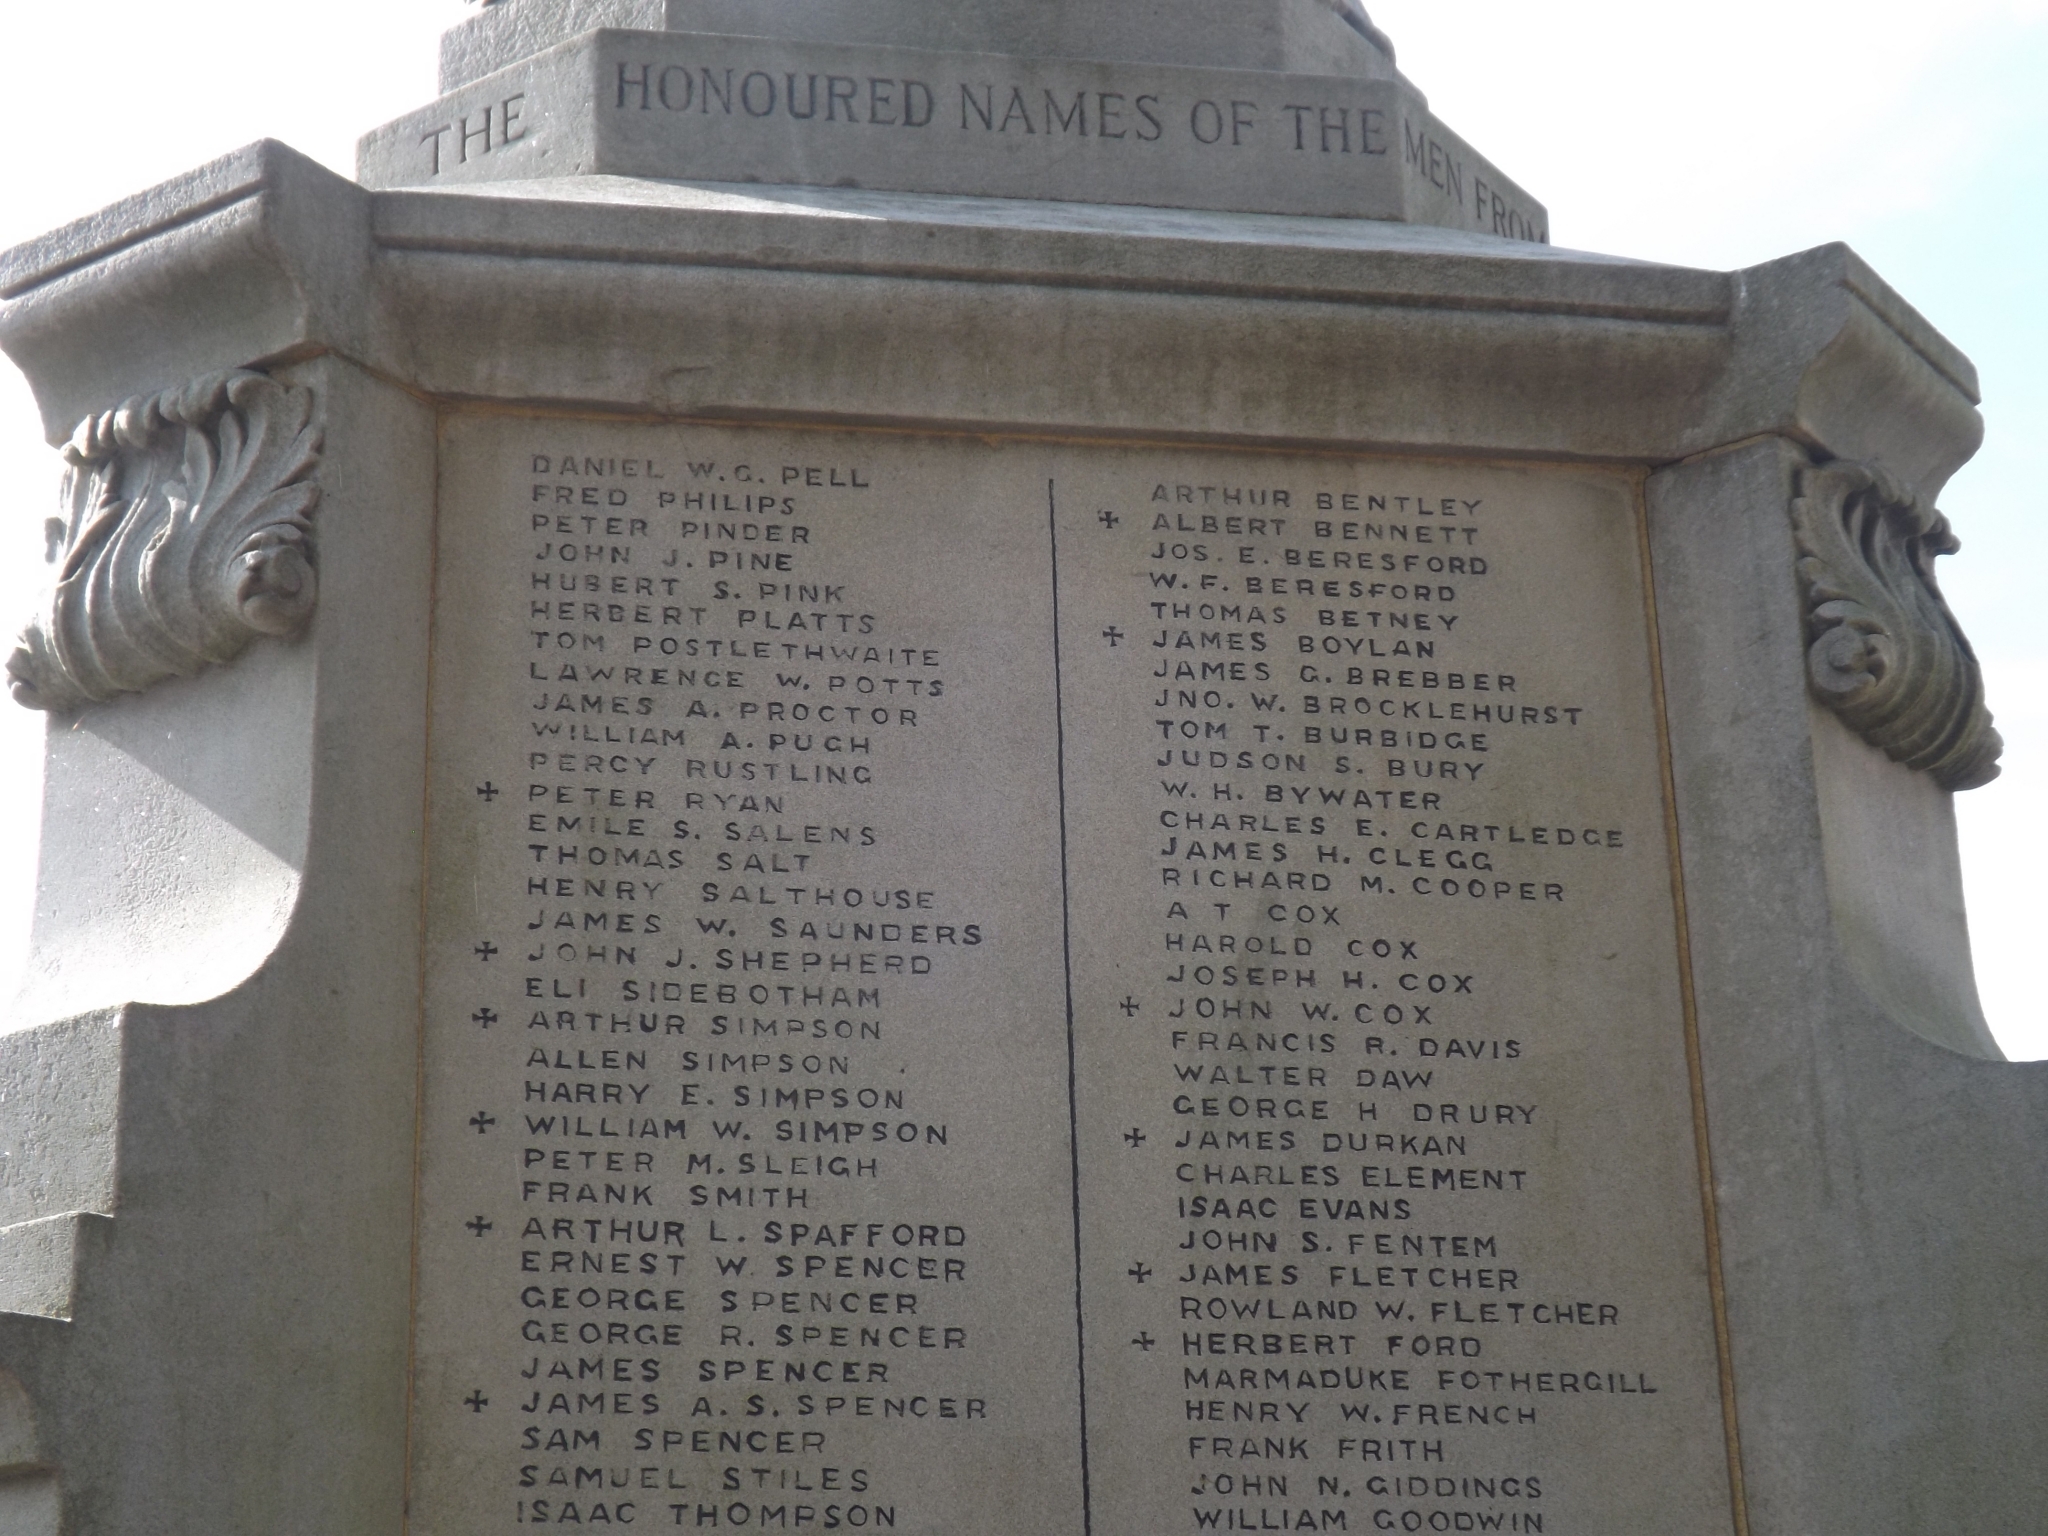 THE HONOURED NAMES OF THE MEN FROM
DANIEL W. G. PELL
FRED PHILIPS
PETER PINDER
JOHN J. PINE
HUBERT S. PINK
HERBERT PLATTS
TOM POSTLETHWAITE
LAWRENCE W. POTTS
JAMES A. PROCTOR
WILLIAM A. PUGH
PERCY RUSTLING
+ PETER RYAN
EMILE S. SALENS
THOMAS SALT
HENRY SALTHOUSE
JAMES W. SAUNDERS
+ JOHN J. SHEPHERD
ELI SIDEBOTHAM
+ ARTHUR SIMPSON
ALLEN SIMPSON
HARRY E. SIMPSON
+ WILLIAM W. SIMPSON
PETER M. SLEIGH
FRANK SMITH
+ ARTHUR L. SPAFFORD
ERNEST W. SPENCER
GEORGE SPENCER
GEORGE R. SPENCER
JAMES SPENCER
+ JAMES A. S. SPENCER
SAM SPENCER
SAMUEL STILES
ISAAC THOMPSON
ARTHUR BENTLEY
+ ALBERT BENNETT
JOS. E. BERESFORD
W. F. BERESFORD
THOMAS BETNEY
+ JAMES BOYLAN
JAMES G. BREBBER
JNO. W. BROCKLEHURST
TOM T. BURBIDGE
JUDSON S. BURY
W. H. BYWATER
CHARLES E. CARTLEDGE
JAMES H. CLEGG
RICHARD M. COOPER
A T COX
HAROLD COX
JOSEPH H. COX
+ JOHN W. COX
FRANCIS R. DAVIS
WALTER DAW
GEORGE H DRURY
+ JAMES DURKAN
CHARLES ELEMENT
ISAAC EVANS
JOHN S. FENTEM
+ JAMES FLETCHER
ROWLAND W. FLETCHER
+ HERBERT FORD
MARMADUKE FOTHERGILL
HENRY W. FRENCH
FRANK FRITH
JOHN N. GIDDINGS
WILLIAM GOODWIN